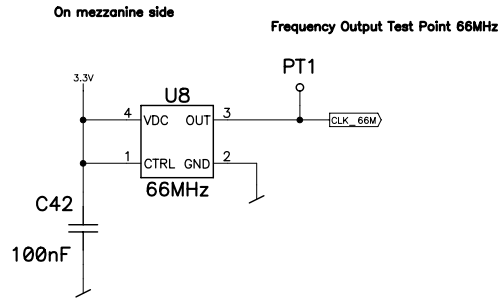 On mezzanine side
Frequency Output Test Point 66MHz
PT1
3.3V
U8
4 VDC OUT 3
CLK_66M
1 CTRL GND 2
66MHz
C42
100nF